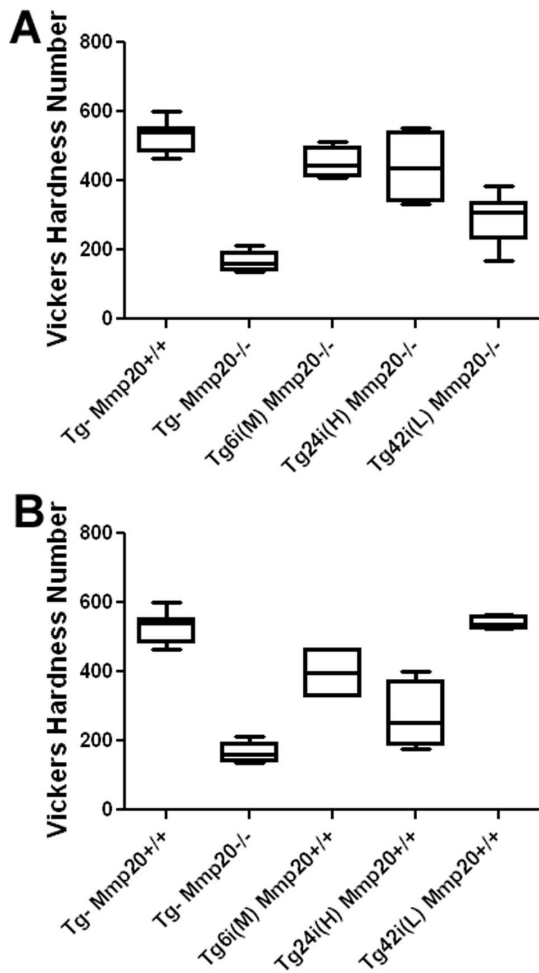 A
Vickers Hardness Number
800
600
400
200
0
Tg- Mmp20+/+
Tg- Mmp20-/-
Tg6i(M) Mmp20-/-
Tg24i(H) Mmp20-/-
Tg42i(L) Mmp20-/-
B
Vickers Hardness Number
800
600
400
200
0
Tg- Mmp20+/+
Tg- Mmp20-/-
Tg6i(M) Mmp20+/+
Tg24i(H) Mmp20+/+
Tg42i(L) Mmp20+/+